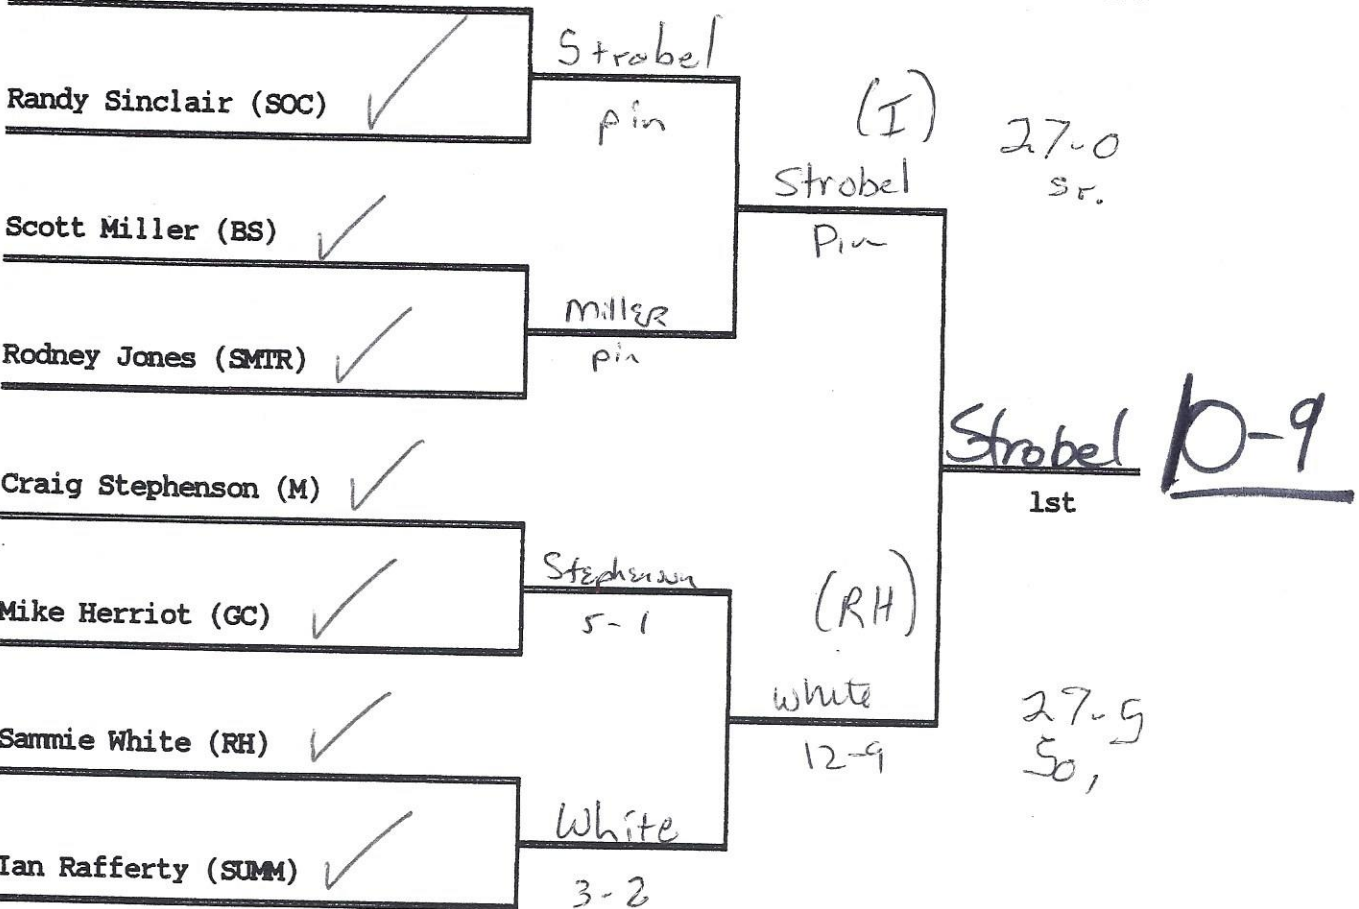 Strobel
Randy Sinclair (SOC)
pin
(I)
27-0
Strobel
sr.
Scott Miller (BS)
Pin
Miller
Rodney Jones (SMTR)
pin
Strobel 10-9
Craig Stephenson (M)
1st
Stephenson
(RH)
Mike Herriot (GC)
5-1
White
27-5
Sammie White (RH)
12-9
So,
White
Ian Rafferty (SUMM)
3-2